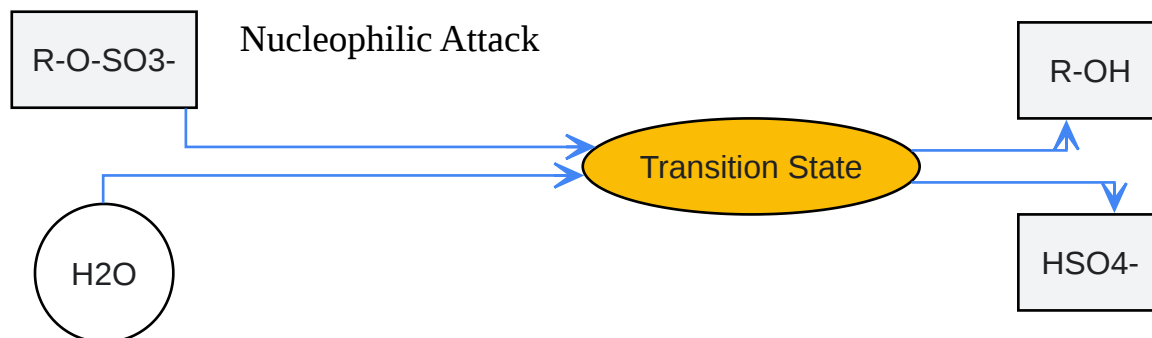 Nucleophilic Attack
R-O-SO3-
R-OH
Transition State
H2O
HSO4-